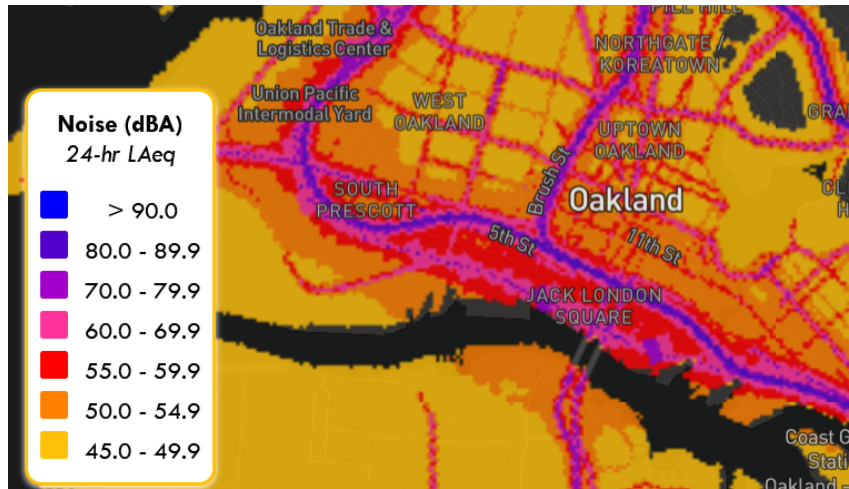 PILL HILL
Oakland Trade &
Logistics Center
NORTHGATE /
KOREATOWN
Union Pacific
Intermodal Yard
WEST
OAKLAND
GRA
UPTOWN
OAKLAND
Noise (dBA)
24-hr LAeq
> 90.0
80.0 - 89.9
70.0 - 79.9
60.0 - 69.9
55.0 - 59.9
50.0 - 54.9
45.0 - 49.9
SOUTH
PRESCOTT
Brush St
Oakland
CL
H
5th St
11th St
JACK LONDON
SQUARE
Coast G
Stati
Oakland -